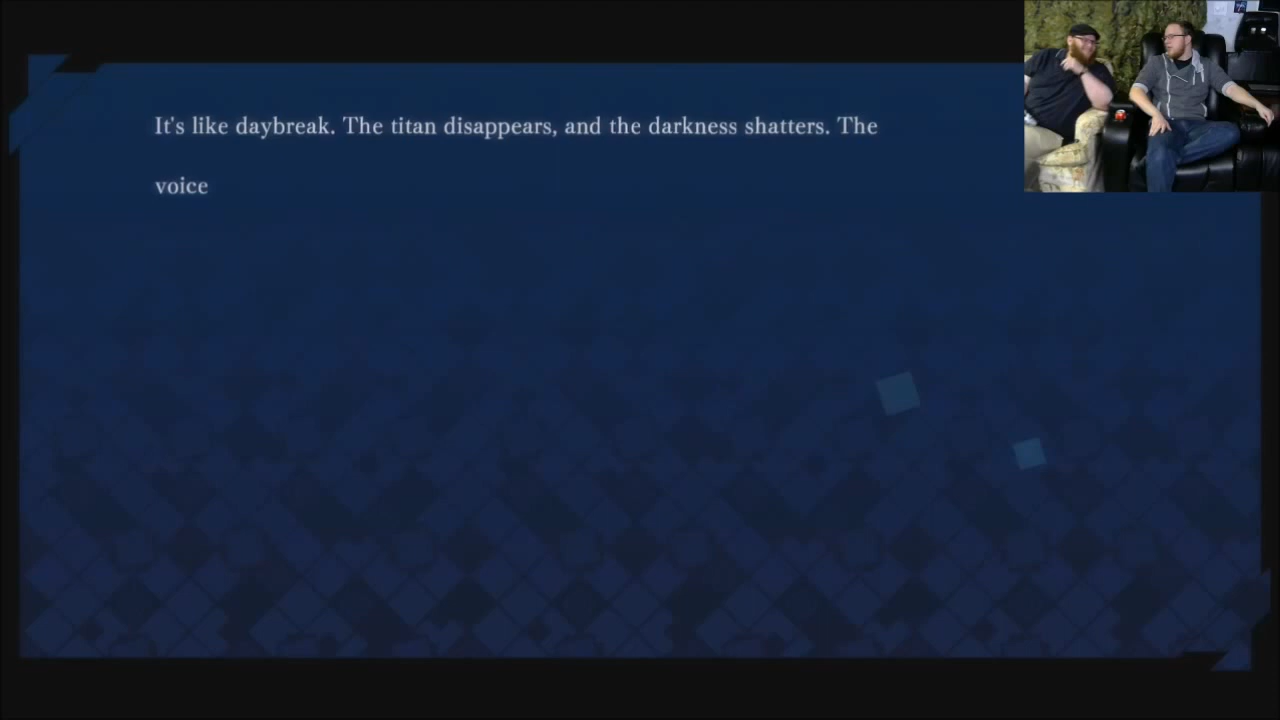 It's like daybreak. The titan disappears, and the darkness shatters. The
voice